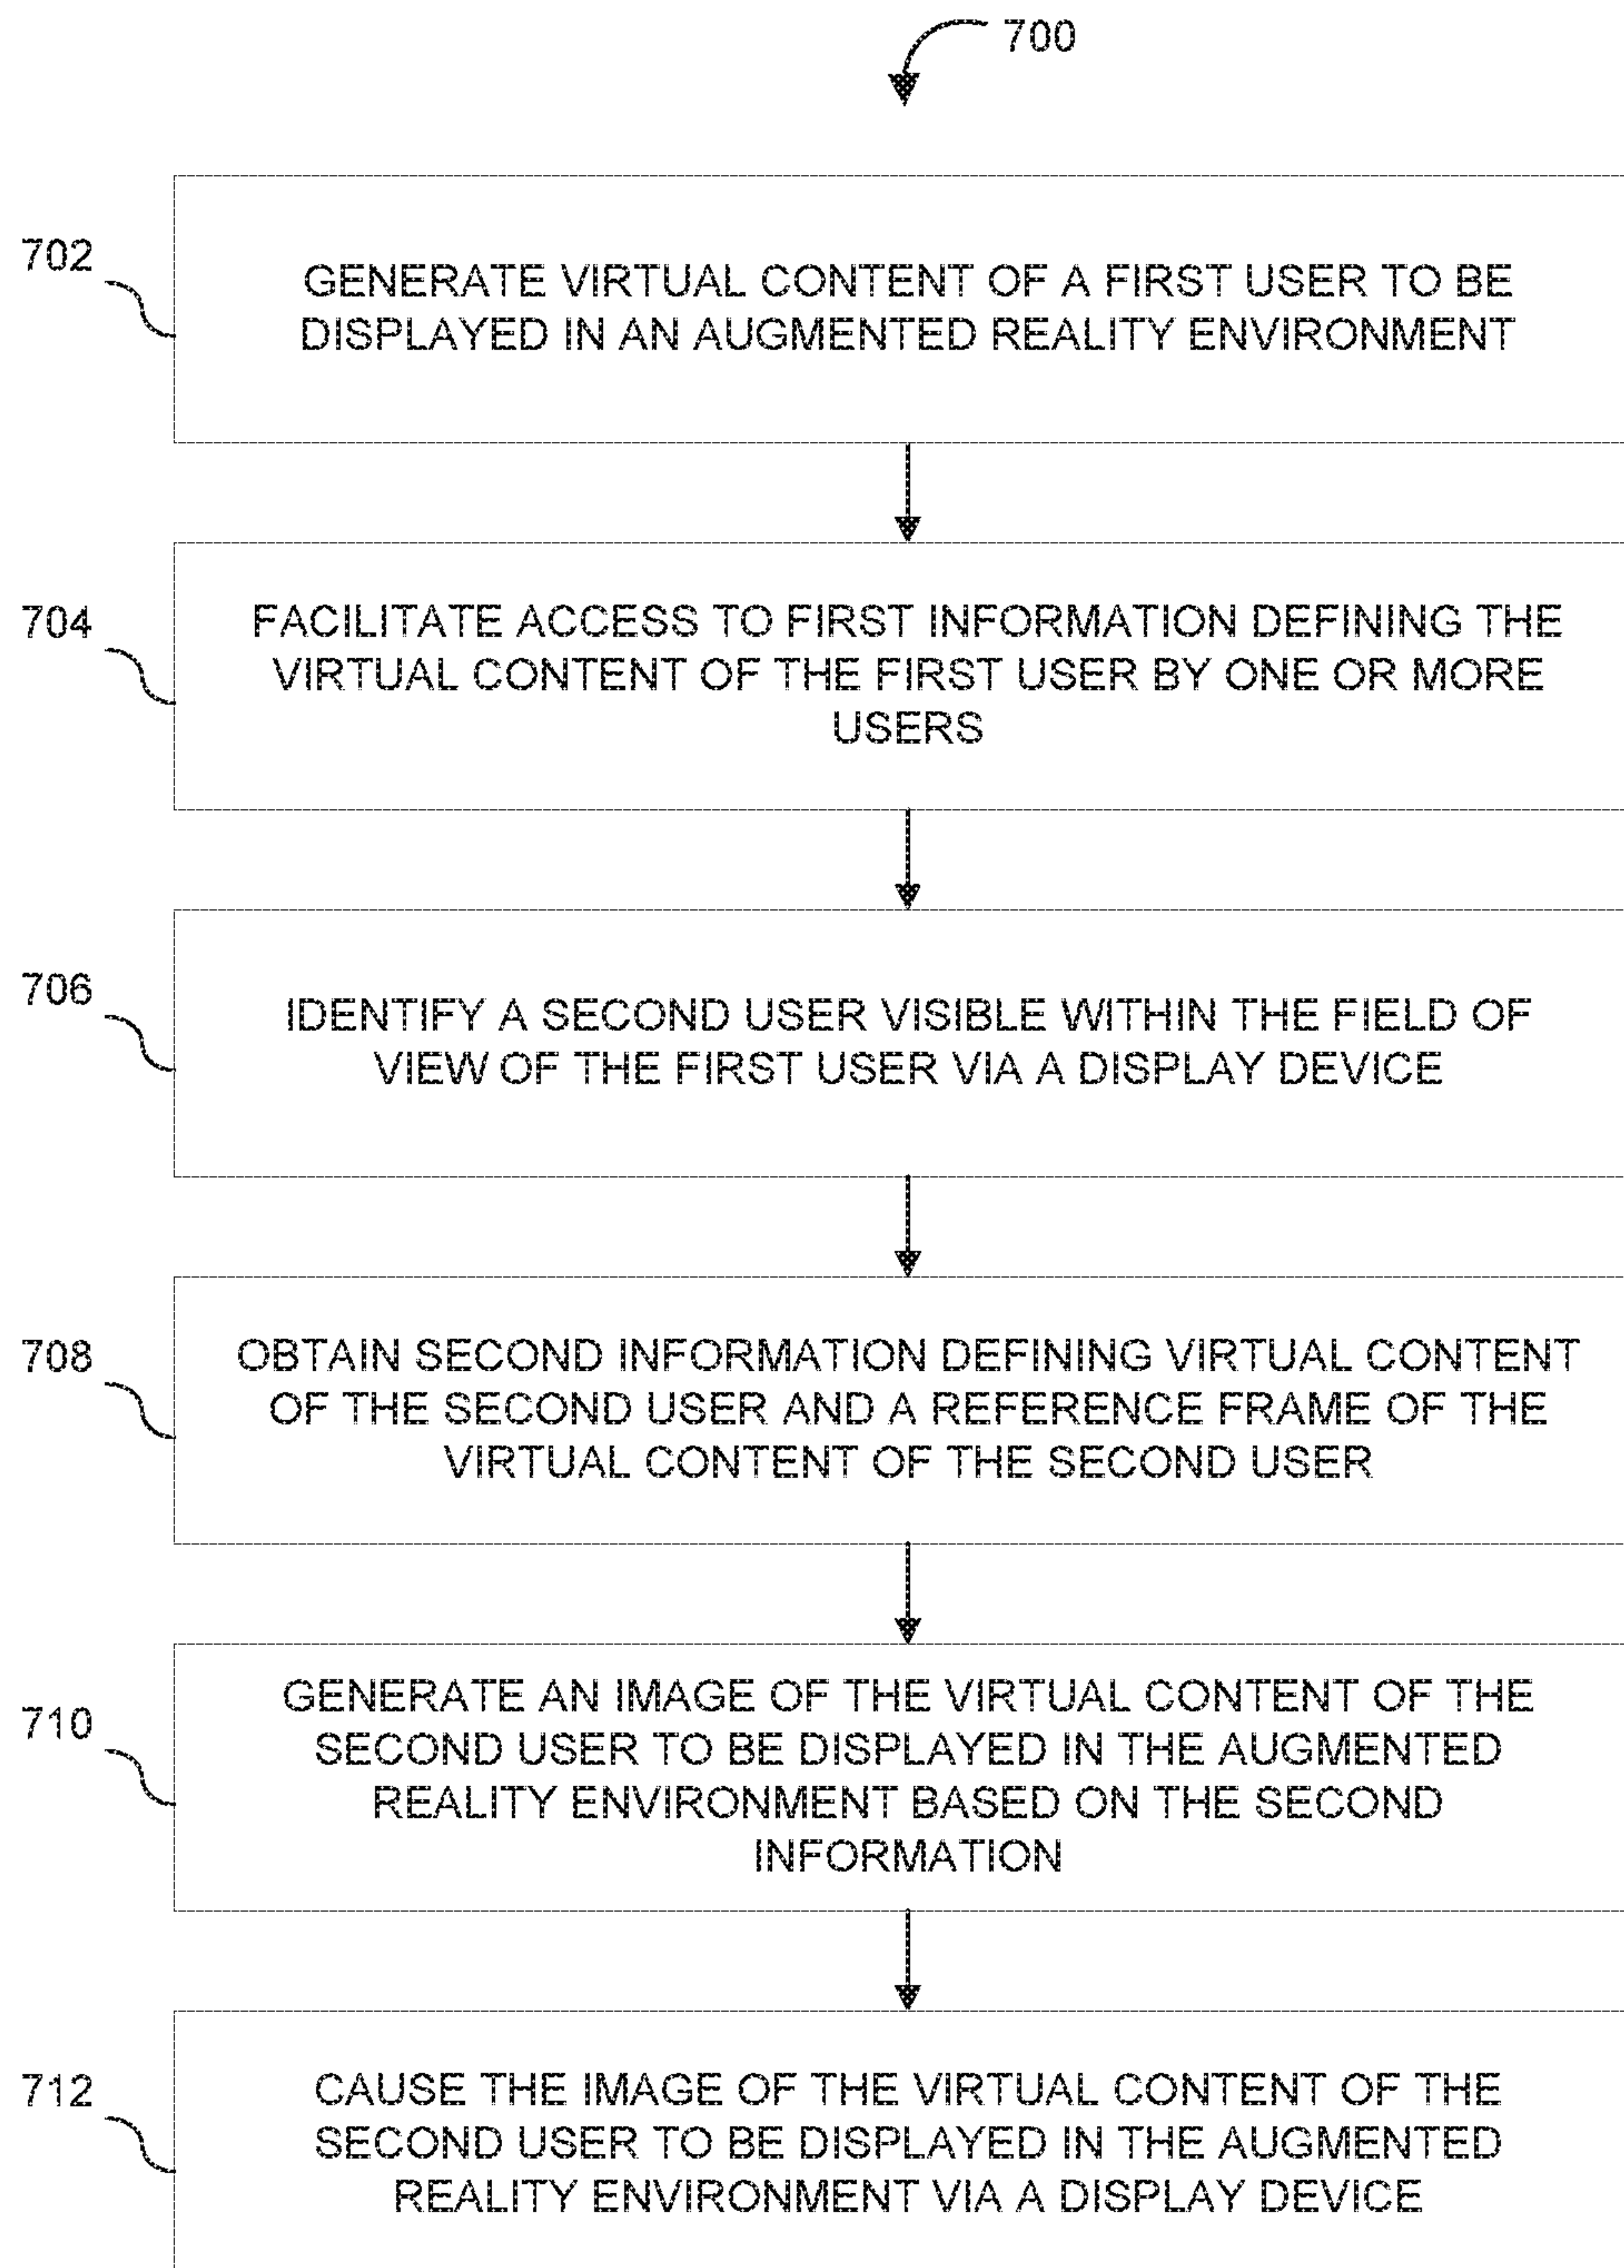 700
702
GENERATE VIRTUAL CONTENT OF A FIRST USER TO BE
DISPLAYED IN AN AUGMENTED REALITY ENVIRONMENT
704
FACILITATE ACCESS TO FIRST INFORMATION DEFINING THE
VIRTUAL CONTENT OF THE FIRST USER BY ONE OR MORE
USERS
706
IDENTIFY A SECOND USER VISIBLE WITHIN THE FIELD OF
VIEW OF THE FIRST USER VIA A DISPLAY DEVICE
708
OBTAIN SECOND INFORMATION DEFINING VIRTUAL CONTENT
OF THE SECOND USER AND A REFERENCE FRAME OF THE
VIRTUAL CONTENT OF THE SECOND USER
710
GENERATE AN IMAGE OF THE VIRTUAL CONTENT OF THE
SECOND USER TO BE DISPLAYED IN THE AUGMENTED
REALITY ENVIRONMENT BASED ON THE SECOND
INFORMATION
712
CAUSE THE IMAGE OF THE VIRTUAL CONTENT OF THE
SECOND USER TO BE DISPLAYED IN THE AUGMENTED
REALITY ENVIRONMENT VIA A DISPLAY DEVICE